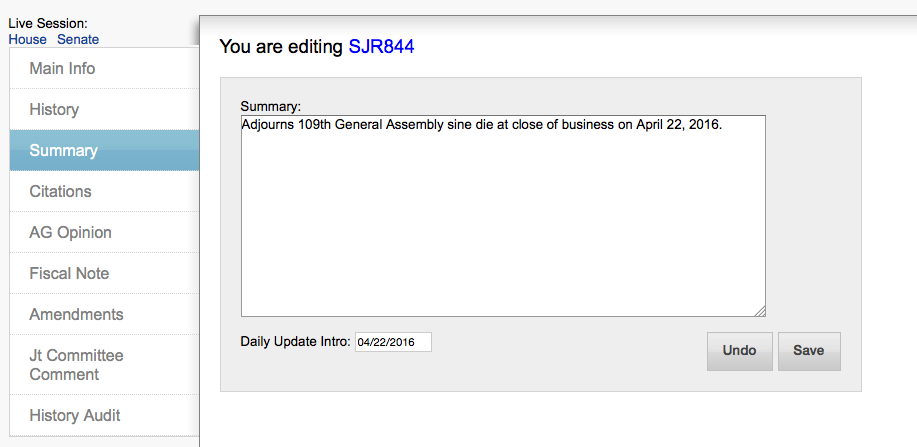 Live Session:
House Senate
Main Info
History
Summary
Citations
AG Opinion
Fiscal Note
Amendments
Jt Committee
Comment
History Audit
You are editing SJR844
Summary:
Adjourns 109th General Assembly sine die at close of business on April 22, 2016.
Daily Update Intro: 04/22/2016
Undo Save